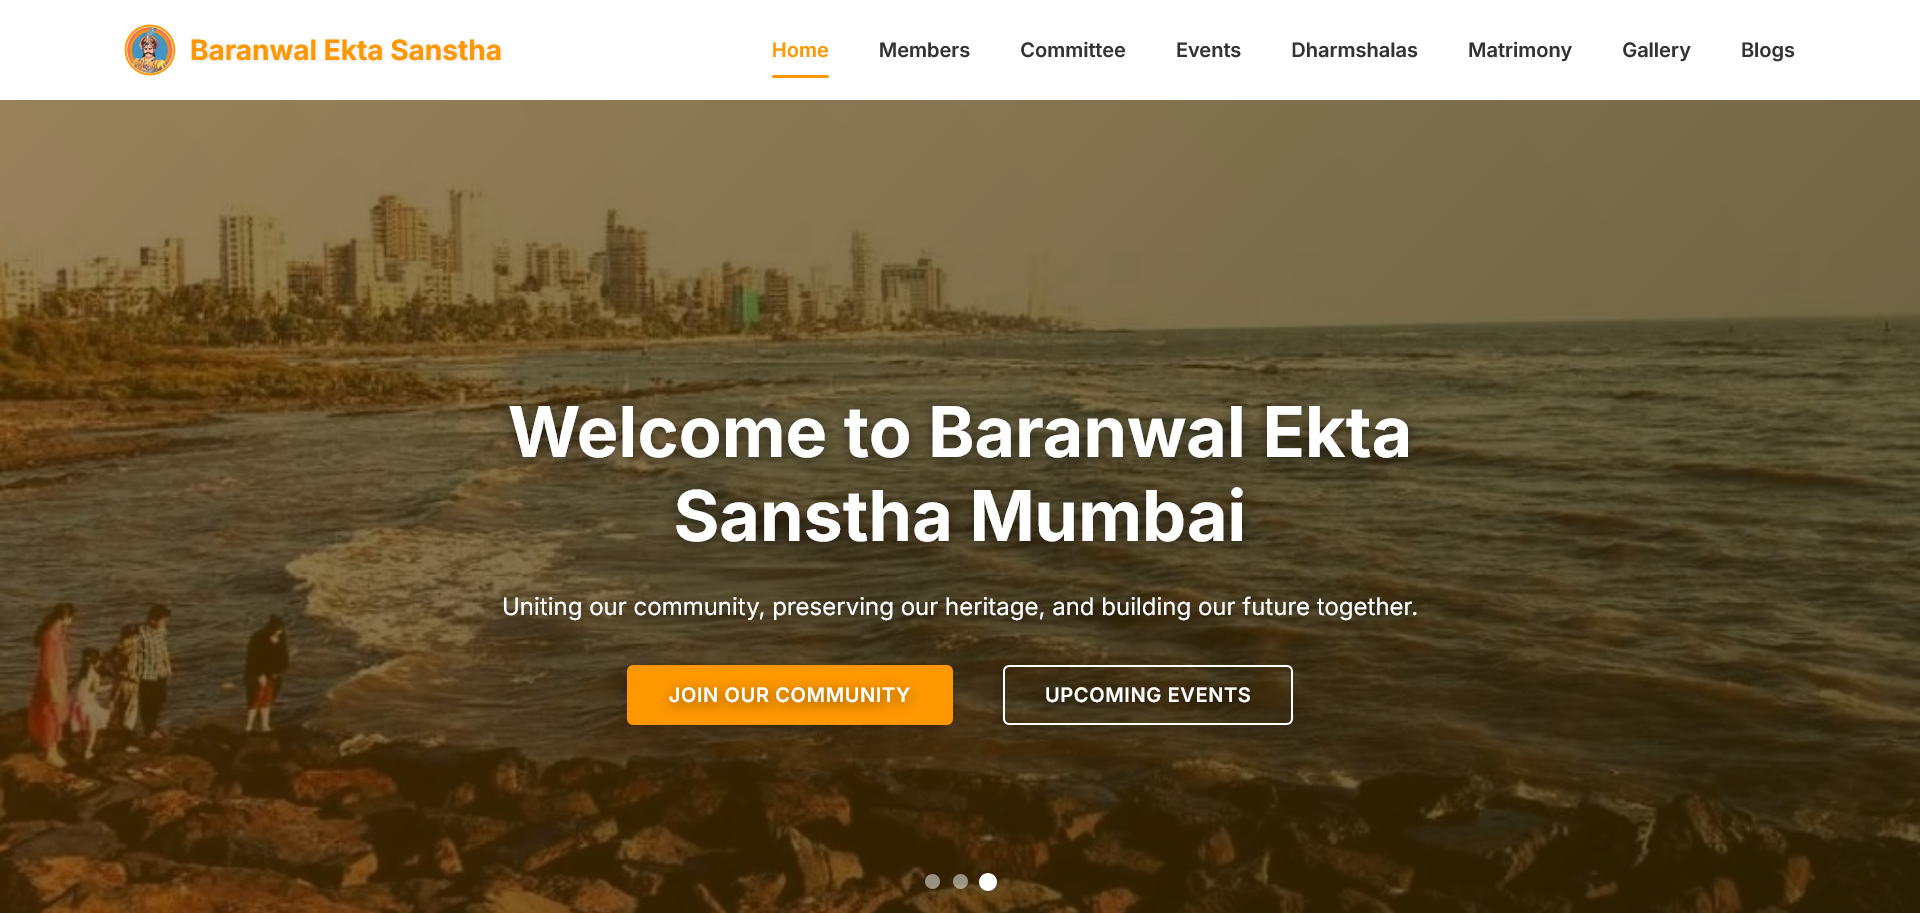 Baranwal Ekta Sanstha
Home Members Committee Events Dharmshalas Matrimony Gallery Blogs
Welcome to Baranwal Ekta
Sanstha Mumbai
Uniting our community, preserving our heritage, and building our future together.
JOIN OUR COMMUNITY UPCOMING EVENTS